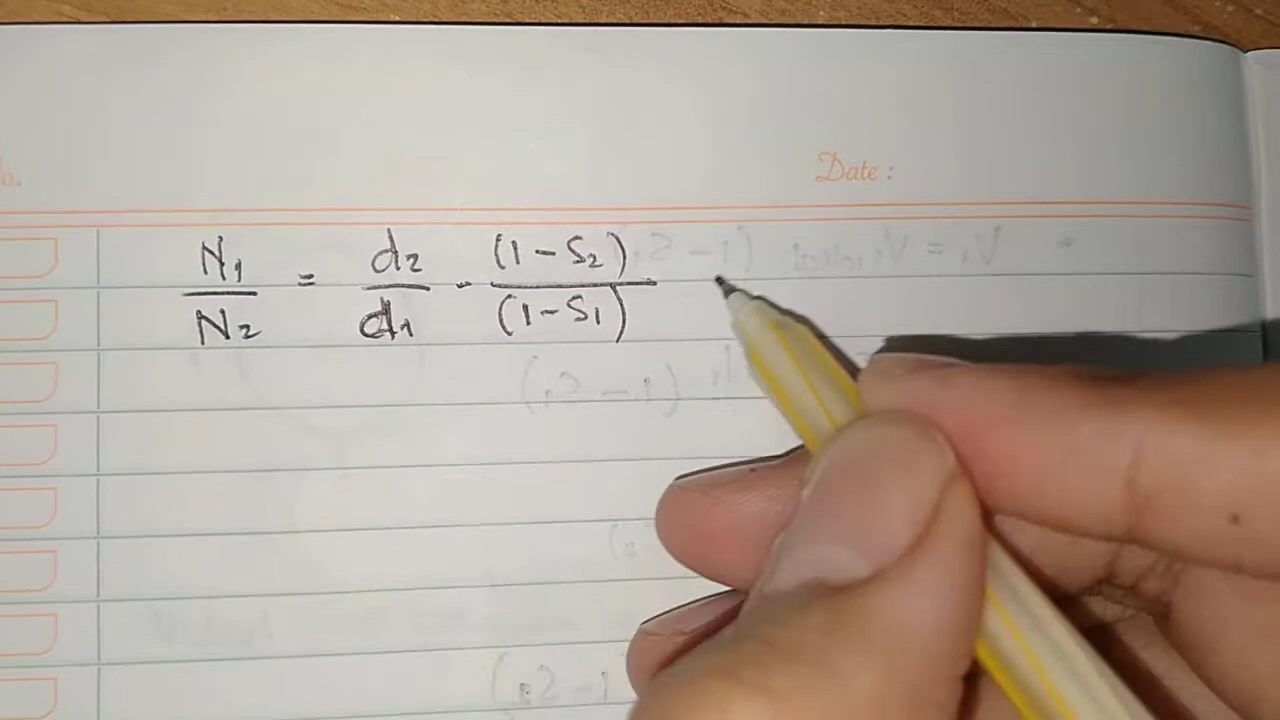 Date :
N₁/N₂ = d₂/d₁ · (1-S₂)/(1-S₁)